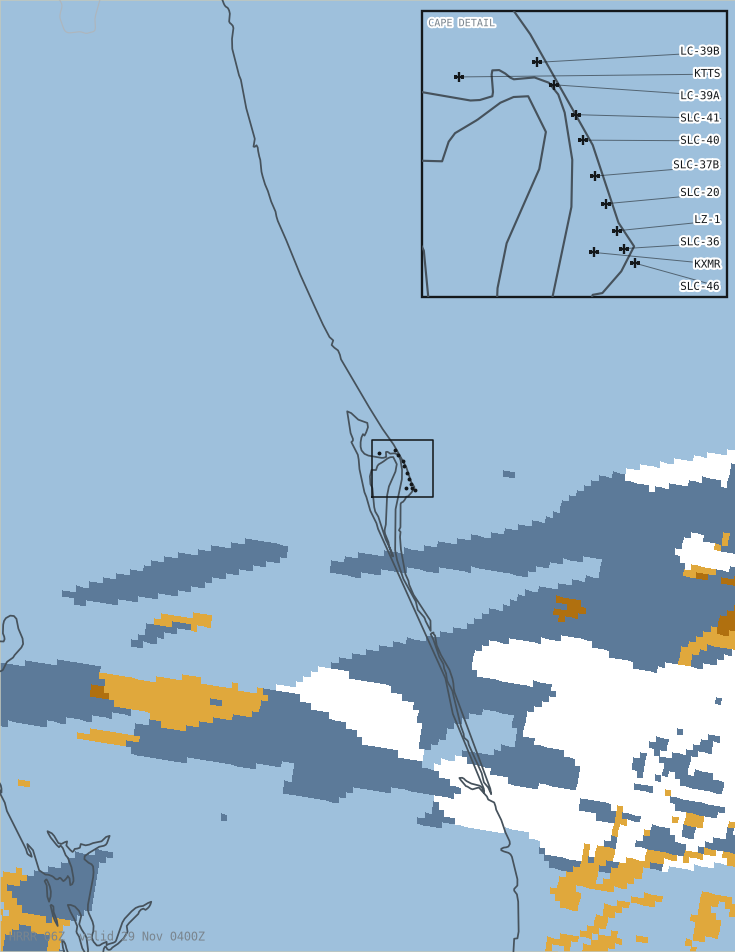 CAPE DETAIL
LC-39B
KTTS
LC-39A
SLC-41
SLC-40
SLC-37B
SLC-20
LZ-1
SLC-36
KXMR
SLC-46
06Z valid 29 Nov 0400Z